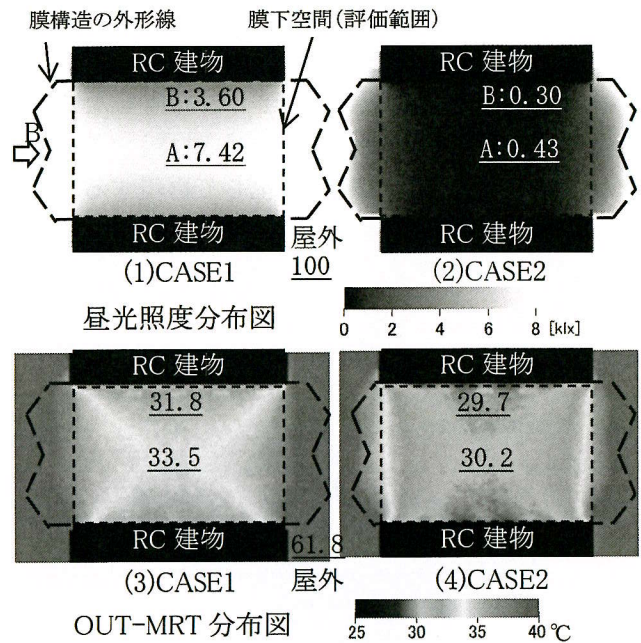 膜構造の外形線
膜下空間(評価範囲)
RC 建物
B:3.60
A:7.42
B
RC 建物
(1)CASE1
RC 建物
B:0.30
A:0.43
RC 建物
(2)CASE2
屋外
100
昼光照度分布図
0 2 4 6 8 [klx]
RC 建物
31.8
33.5
RC 建物
(3)CASE1
RC 建物
29.7
30.2
RC 建物
(4)CASE2
61.8
屋外
OUT-MRT 分布図
25 30 35 40 ℃